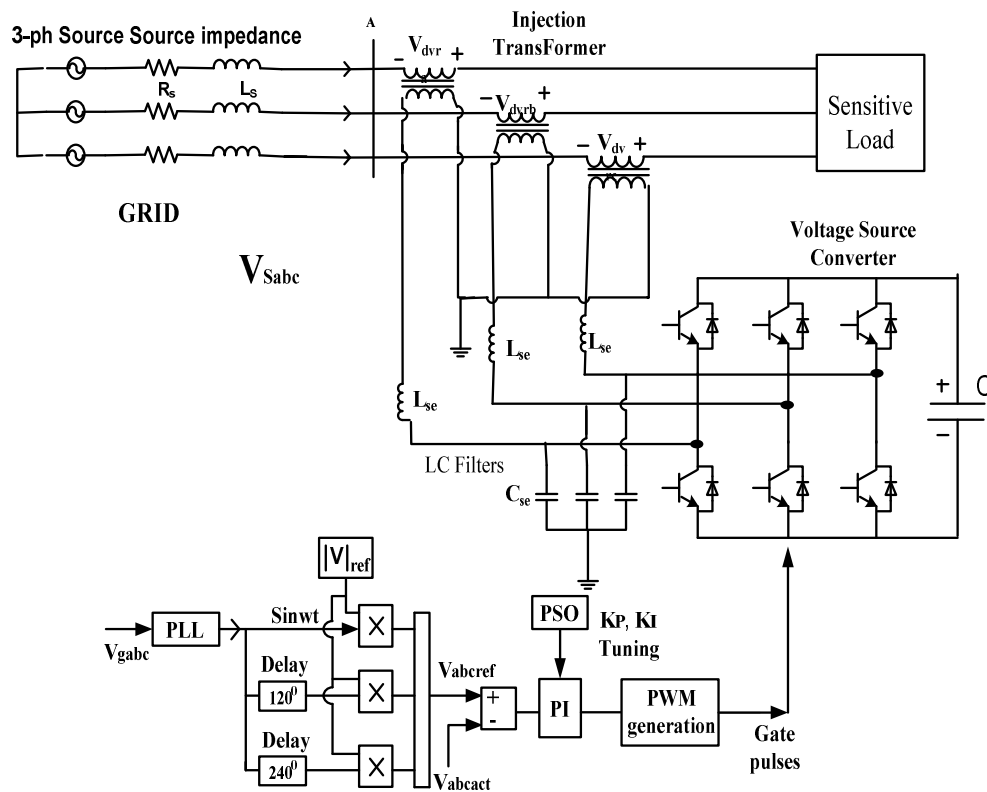 A
Injection
TransFormer
3-ph Source Source impedance
- Vdvr +
Rs
LS
- Vdvrb +
- Vdv +
Sensitive
Load
GRID
VSabc
Voltage Source
Converter
Lse
Lse
Lse
+
C
-
LC Filters
Cse
|V|ref
PSO
KP, KI
Tuning
Sinwt
PLL
X
Vgabc
Delay
120⁰
X
Vabcref
+
-
PI
PWM
generation
Delay
240⁰
X
Vabcact
Gate
pulses